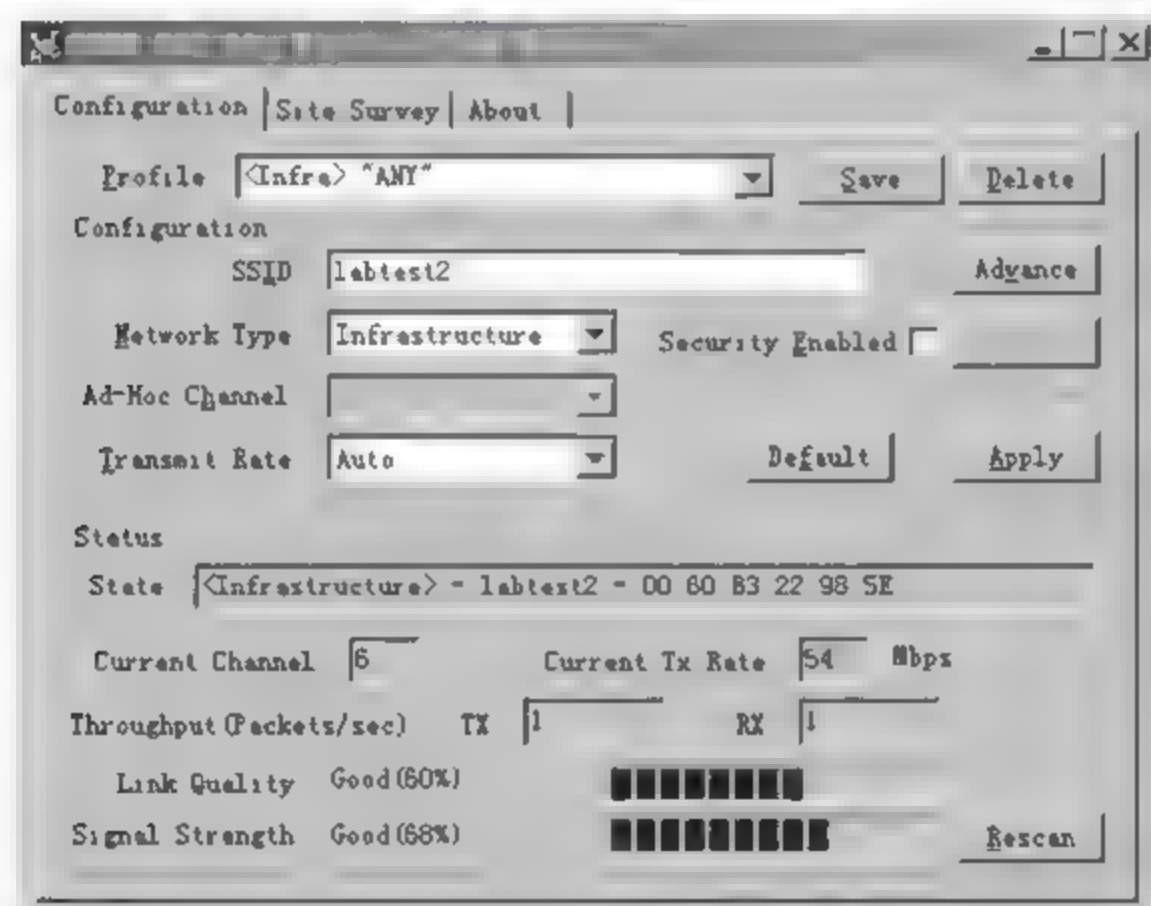 Configuration Site Survey About
Profile <Infra> "ANY" Save Delete
Configuration
SSID labtest2 Advance
Network Type Infrastructure Security Enabled
Ad-Hoc Channel
Transmit Rate Auto Default Apply
Status
State <Infrastructure> - labtest2 - 00 60 B3 22 98 5E
Current Channel 6 Current Tx Rate 54 Mbps
Throughput(Packets/sec) TX 1 RX 1
Link Quality Good(60%)
Signal Strength Good(68%) Rescan